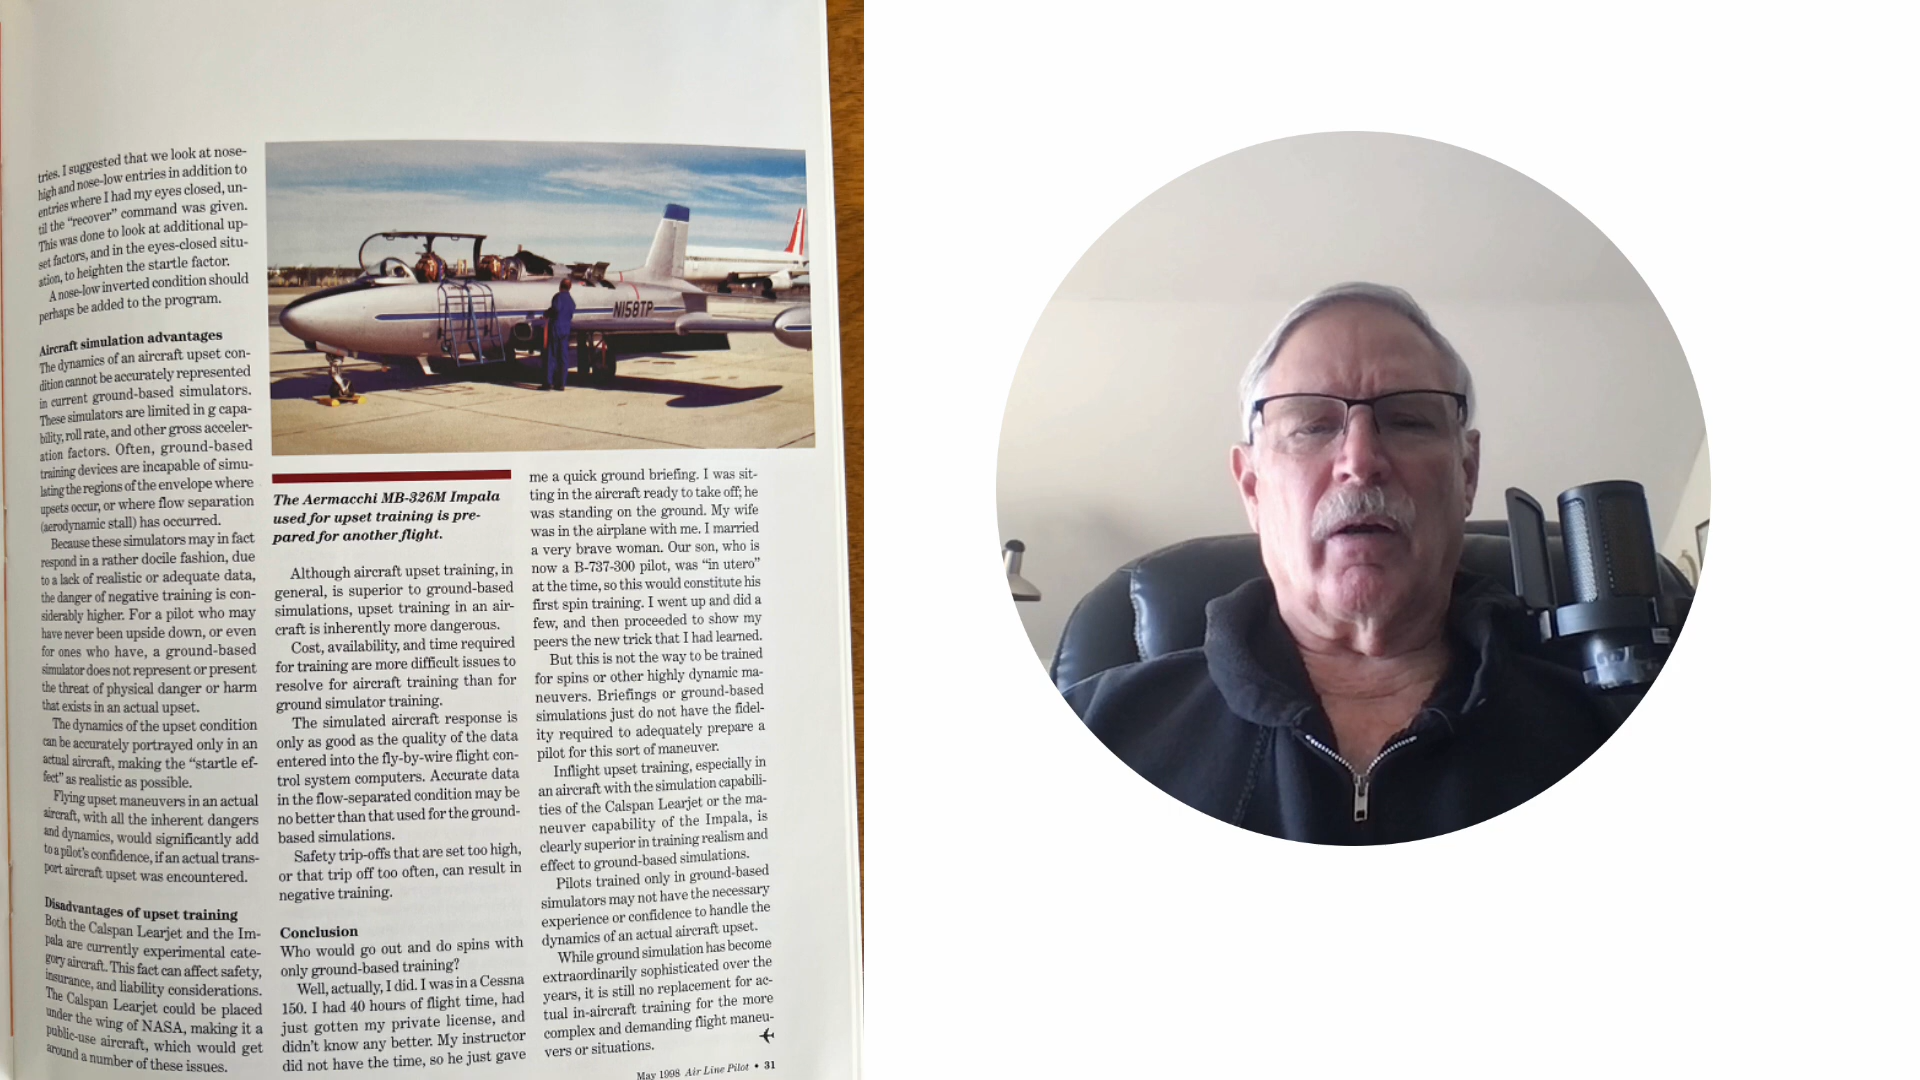 tries. I suggested that we look at nose-
high and nose-low entries in addition to
entries where I had my eyes closed, un-
til the “recover” command was given.
This was done to look at additional up-
set factors, and in the eyes-closed situ-
ation, to heighten the startle factor.
A nose-low inverted condition should
perhaps be added to the program.
Aircraft simulation advantages
The dynamics of an aircraft upset con-
dition cannot be accurately represented
in current ground-based simulators.
These simulators are limited in g capa-
bility, roll rate, and other gross acceler-
ation factors. Often, ground-based
training devices are incapable of simu-
lating the regions of the envelope where
upsets occur, or where flow separation
(aerodynamic stall) has occurred.
Because these simulators may in fact
respond in a rather docile fashion, due
to a lack of realistic or adequate data,
the danger of negative training is con-
siderably higher. For a pilot who may
have never been upside down, or even
for ones who have, a ground-based
simulator does not represent or present
the threat of physical danger or harm
that exists in an actual upset.
The dynamics of the upset condition
can be accurately portrayed only in an
actual aircraft, making the “startle ef-
fect” as realistic as possible.
Flying upset maneuvers in an actual
aircraft, with all the inherent dangers
and dynamics, would significantly add
to a pilot’s confidence, if an actual trans-
port aircraft upset was encountered.
Disadvantages of upset training
Both the Calspan Learjet and the Im-
pala are currently experimental cate-
gory aircraft. This fact can affect safety,
insurance, and liability considerations.
The Calspan Learjet could be placed
under the wing of NASA, making it a
public-use aircraft, which would get
around a number of these issues.
N158TP
The Aermacchi MB-326M Impala
used for upset training is pre-
pared for another flight.
Although aircraft upset training, in
general, is superior to ground-based
simulations, upset training in an air-
craft is inherently more dangerous.
Cost, availability, and time required
for training are more difficult issues to
resolve for aircraft training than for
ground simulator training.
The simulated aircraft response is
only as good as the quality of the data
entered into the fly-by-wire flight con-
trol system computers. Accurate data
in the flow-separated condition may be
no better than that used for the ground-
based simulations.
Safety trip-offs that are set too high,
or that trip off too often, can result in
negative training.
Conclusion
Who would go out and do spins with
only ground-based training?
Well, actually, I did. I was in a Cessna
150. I had 40 hours of flight time, had
just gotten my private license, and
didn’t know any better. My instructor
did not have the time, so he just gave
me a quick ground briefing. I was sit-
ting in the aircraft ready to take off; he
was standing on the ground. My wife
was in the airplane with me. I married
a very brave woman. Our son, who is
now a B-737-300 pilot, was “in utero”
at the time, so this would constitute his
first spin training. I went up and did a
few, and then proceeded to show my
peers the new trick that I had learned.
But this is not the way to be trained
for spins or other highly dynamic ma-
neuvers. Briefings or ground-based
simulations just do not have the fidel-
ity required to adequately prepare a
pilot for this sort of maneuver.
Inflight upset training, especially in
an aircraft with the simulation capabili-
ties of the Calspan Learjet or the ma-
neuver capability of the Impala, is
clearly superior in training realism and
effect to ground-based simulations.
Pilots trained only in ground-based
simulators may not have the necessary
experience or confidence to handle the
dynamics of an actual aircraft upset.
While ground simulation has become
extraordinarily sophisticated over the
years, it is still no replacement for ac-
tual in-aircraft training for the more
complex and demanding flight maneu-
vers or situations.
May 1998 Air Line Pilot • 31